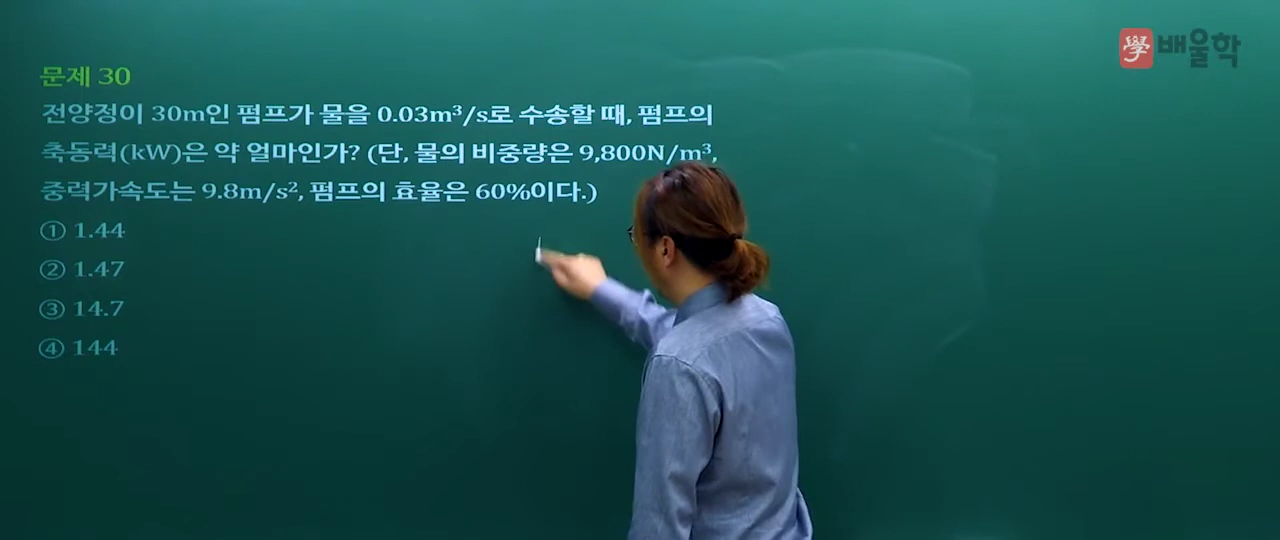 學 배울학
문제 30
전양정이 30m인 펌프가 물을 0.03m³/s로 수송할 때, 펌프의
축동력(kW)은 약 얼마인가? (단, 물의 비중량은 9,800N/m³,
중력가속도는 9.8m/s², 펌프의 효율은 60%이다.)
① 1.44
② 1.47
③ 14.7
④ 144